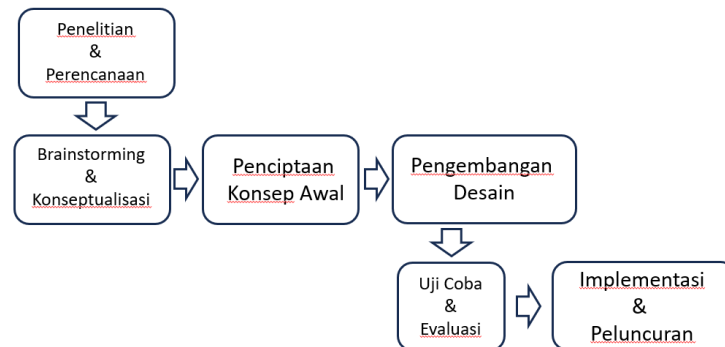 Penelitian
&
Perencanaan
Brainstorming
&
Konseptualisasi
Penciptaan
Konsep Awal
Pengembangan
Desain
Uji Coba
&
Evaluasi
Implementasi
&
Peluncuran